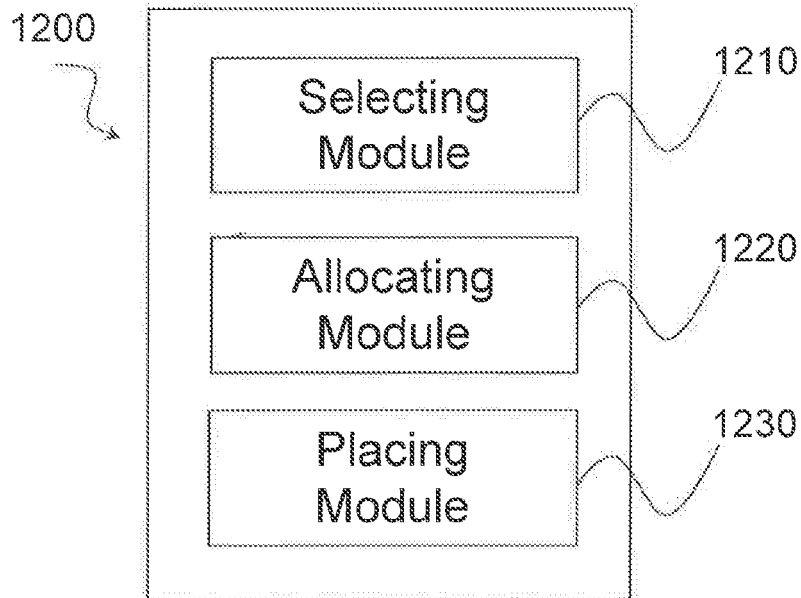 1200
Selecting
Module
1210
Allocating
Module
1220
Placing
Module
1230